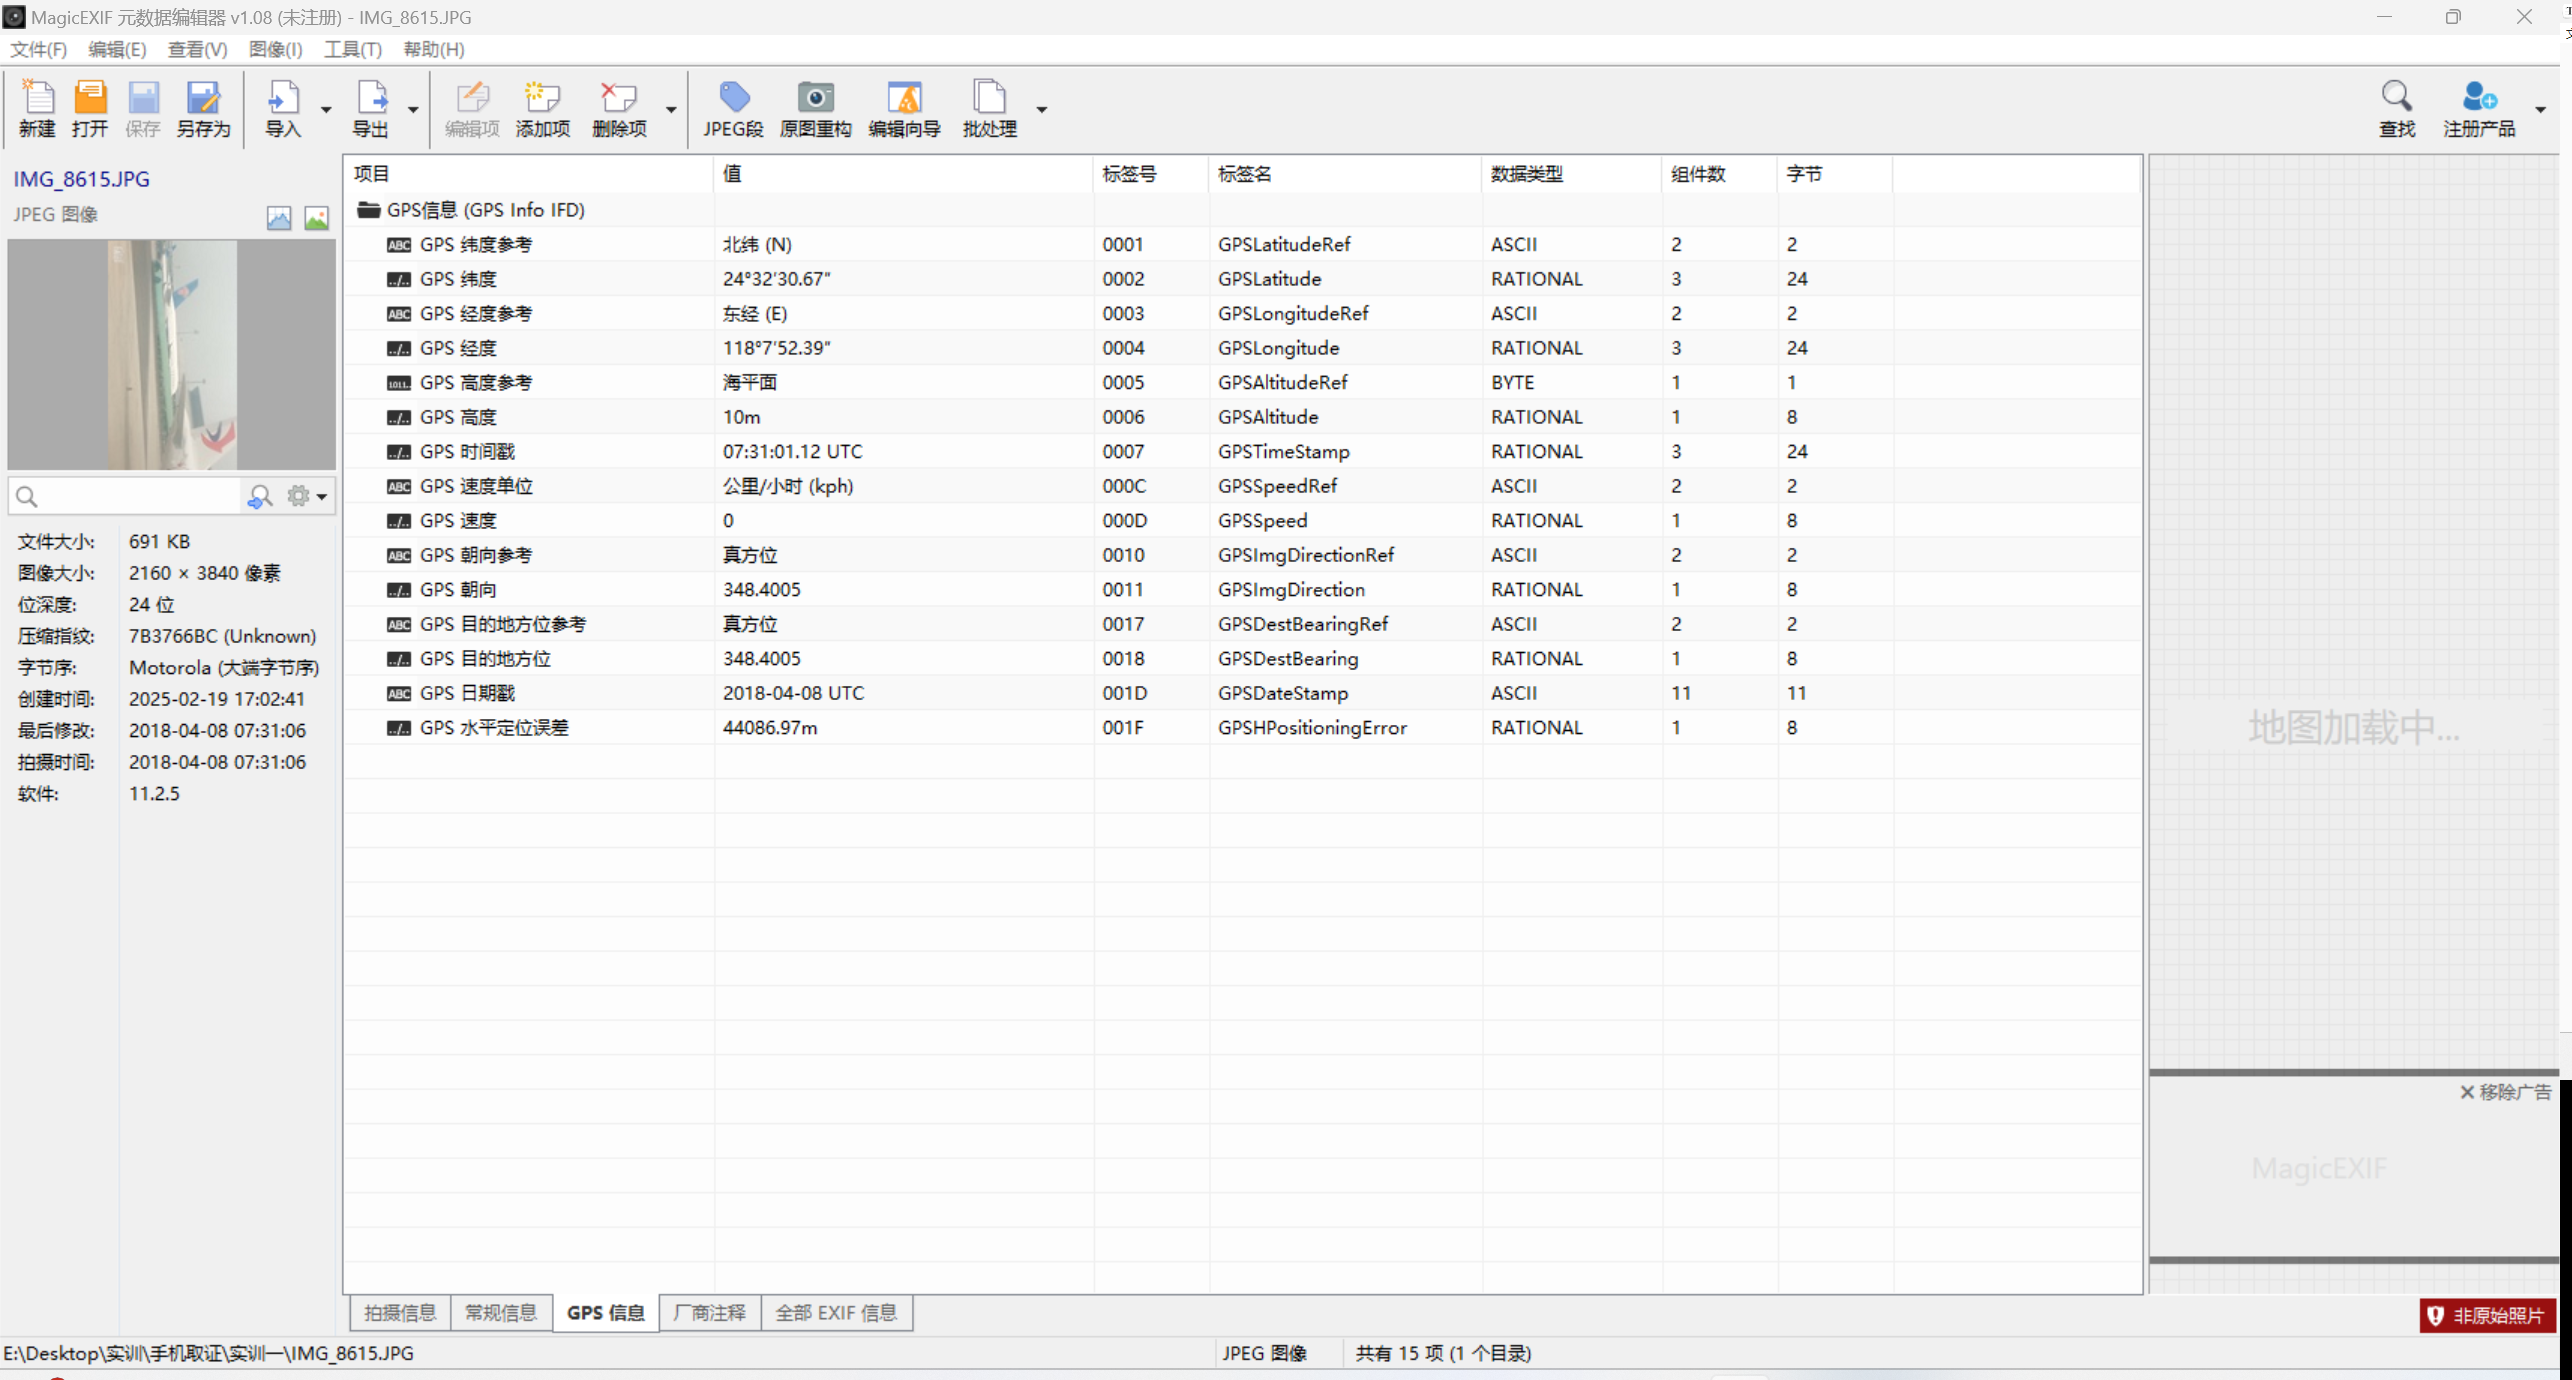 MagicEXIF 元数据编辑器 v1.08 (未注册) - IMG_8615.JPG
文件(F) 编辑(E) 查看(V) 图像(I) 工具(T) 帮助(H)
新建 打开 保存 另存为 导入 导出 编辑项 添加项 删除项 JPEG段 原图重构 编辑向导 批处理 查找 注册产品
IMG_8615.JPG
JPEG 图像
文件大小: 691 KB
图像大小: 2160 × 3840 像素
位深度: 24 位
压缩指纹: 7B3766BC (Unknown)
字节序: Motorola (大端字节序)
创建时间: 2025-02-19 17:02:41
最后修改: 2018-04-08 07:31:06
拍摄时间: 2018-04-08 07:31:06
软件: 11.2.5
项目 值 标签号 标签名 数据类型 组件数 字节
GPS信息 (GPS Info IFD)
ABC GPS 纬度参考 北纬 (N) 0001 GPSLatitudeRef ASCII 2 2
../.. GPS 纬度 24°32'30.67" 0002 GPSLatitude RATIONAL 3 24
ABC GPS 经度参考 东经 (E) 0003 GPSLongitudeRef ASCII 2 2
../.. GPS 经度 118°7'52.39" 0004 GPSLongitude RATIONAL 3 24
1011.. GPS 高度参考 海平面 0005 GPSAltitudeRef BYTE 1 1
../.. GPS 高度 10m 0006 GPSAltitude RATIONAL 1 8
../.. GPS 时间戳 07:31:01.12 UTC 0007 GPSTimeStamp RATIONAL 3 24
ABC GPS 速度单位 公里/小时 (kph) 000C GPSSpeedRef ASCII 2 2
../.. GPS 速度 0 000D GPSSpeed RATIONAL 1 8
ABC GPS 朝向参考 真方位 0010 GPSImgDirectionRef ASCII 2 2
../.. GPS 朝向 348.4005 0011 GPSImgDirection RATIONAL 1 8
ABC GPS 目的地方位参考 真方位 0017 GPSDestBearingRef ASCII 2 2
../.. GPS 目的地方位 348.4005 0018 GPSDestBearing RATIONAL 1 8
ABC GPS 日期戳 2018-04-08 UTC 001D GPSDateStamp ASCII 11 11
../.. GPS 水平定位误差 44086.97m 001F GPSHPositioningError RATIONAL 1 8
地图加载中...
移除广告
MagicEXIF
拍摄信息 常规信息 GPS 信息 厂商注释 全部 EXIF 信息
非原始照片
E:\Desktop\实训\手机取证\实训一\IMG_8615.JPG JPEG 图像 共有 15 项 (1 个目录)